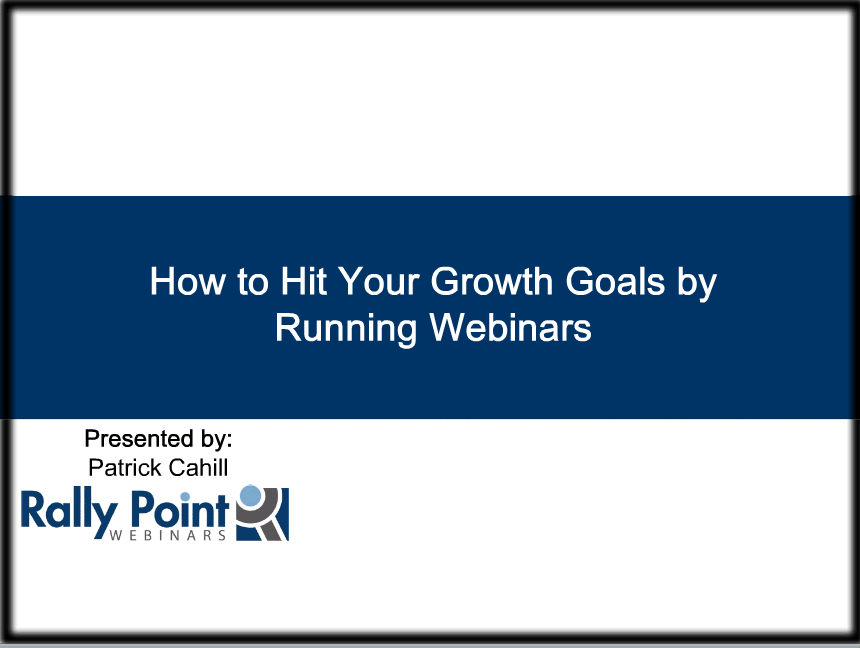 How to Hit Your Growth Goals by
Running Webinars
Presented by:
Patrick Cahill
Rally Point
WEBINARS